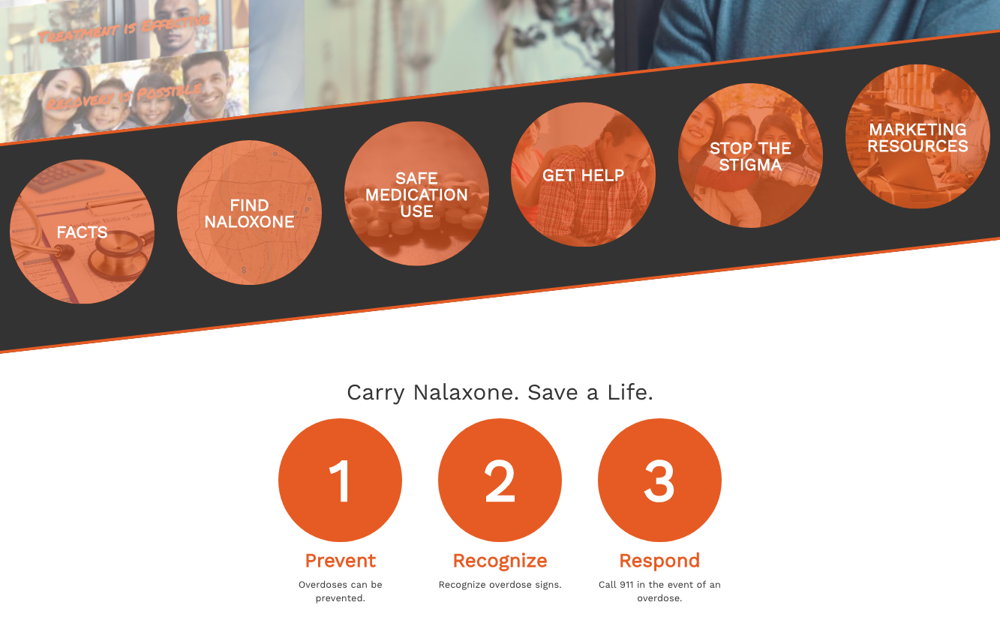 Treatment is Effective
Recovery is Possible
FACTS
FIND
NALOXONE
SAFE
MEDICATION
USE
GET HELP
STOP THE
STIGMA
MARKETING
RESOURCES
Carry Nalaxone. Save a Life.
1
2
3
Prevent
Recognize
Respond
Overdoses can be
prevented.
Recognize overdose signs.
Call 911 in the event of an
overdose.